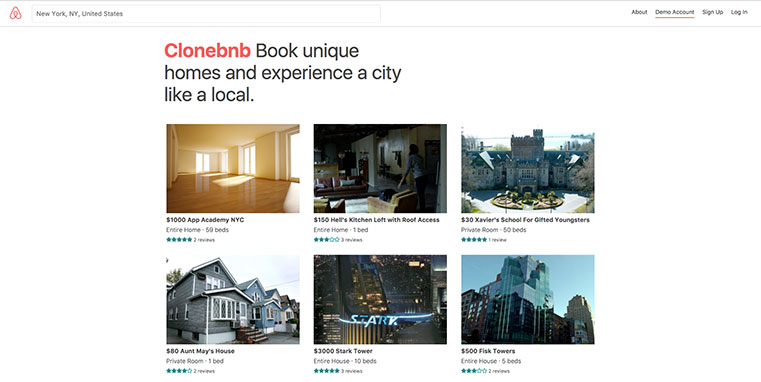 New York, NY, United States
About Demo Account Sign Up Log In
Clonebnb Book unique
homes and experience a city
like a local.
$1000 App Academy NYC
Entire Home · 59 beds
2 reviews
$150 Hell's Kitchen Loft with Roof Access
Entire Home · 1 bed
3 reviews
$30 Xavier's School For Gifted Youngsters
Private Room · 50 beds
1 review
$80 Aunt May's House
Private Room · 1 bed
2 reviews
STARK
$3000 Stark Tower
Entire House · 10 beds
3 reviews
$500 Fisk Towers
Entire House · 5 beds
2 reviews